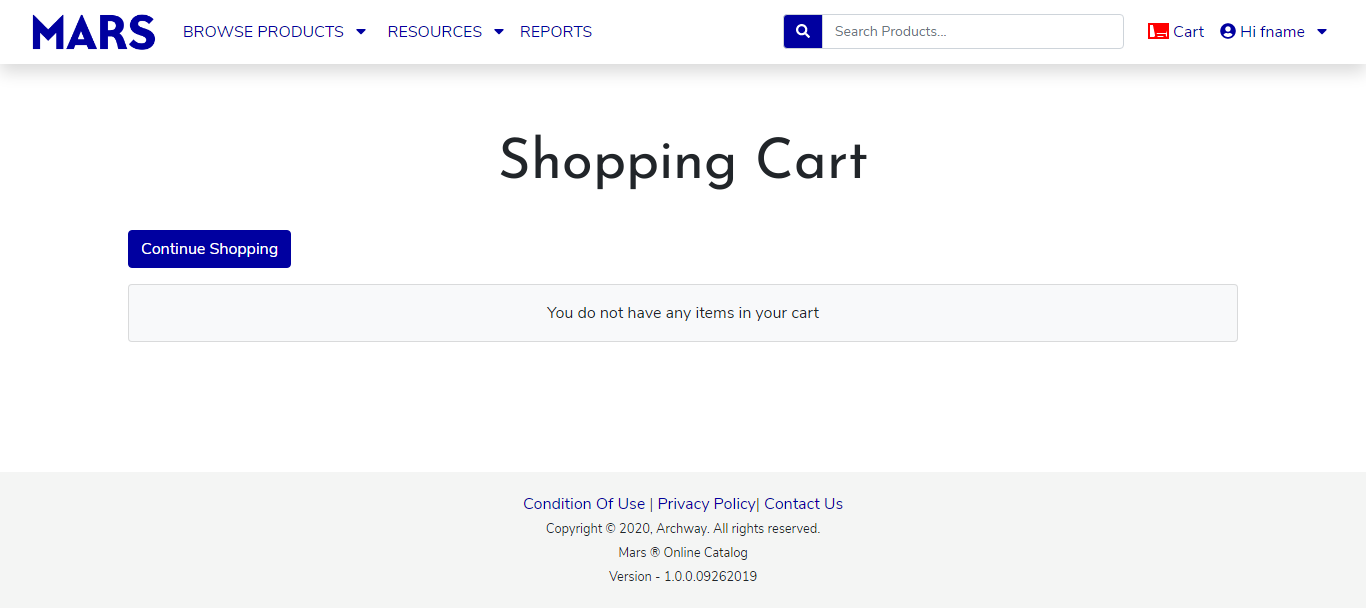 MARS BROWSE PRODUCTS RESOURCES REPORTS Search Products... Cart Hi fname
Shopping Cart
Continue Shopping
You do not have any items in your cart
Condition Of Use | Privacy Policy| Contact Us
Copyright © 2020, Archway. All rights reserved.
Mars ® Online Catalog
Version - 1.0.0.09262019